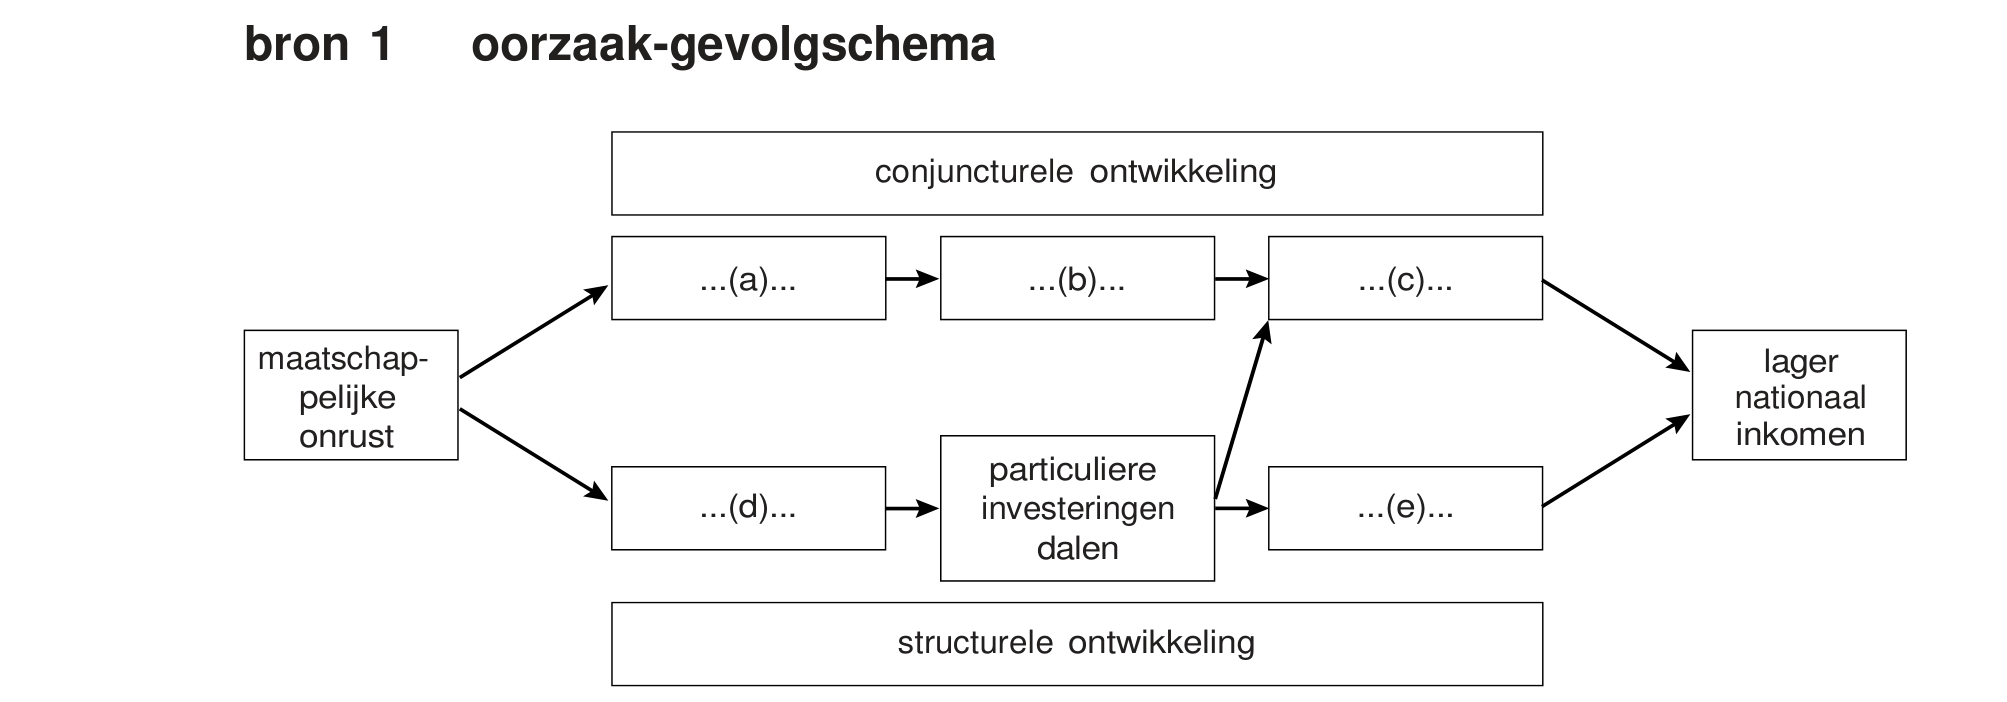 bron 1 oorzaak-gevolgschema
conjuncturele ontwikkeling
...(a)...
...(b)...
...(c)...
maatschap-
pelijke
onrust
lager
nationaal
inkomen
...(d)...
particuliere
investeringen
dalen
...(e)...
structurele ontwikkeling